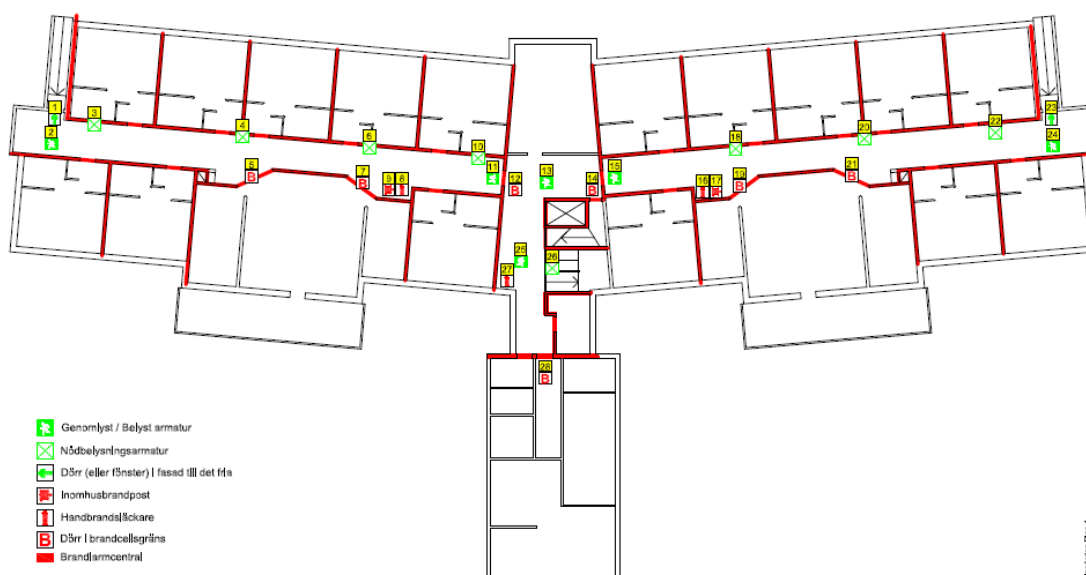 1
2
3
4
5
6
7
9 8
10
11
12
13
14
15
16 17
18
19
20
21
22
23
24
25
26
27
28
B
B
B
B
B
B
B
Genomlyst / Belyst armatur
Nödbelysningsarmatur
Dörr (eller fönster) i fasad till det fria
Inomhusbrandpost
Handbrandsläckare
B Dörr i brandcellsgräns
Brandlarmcentral